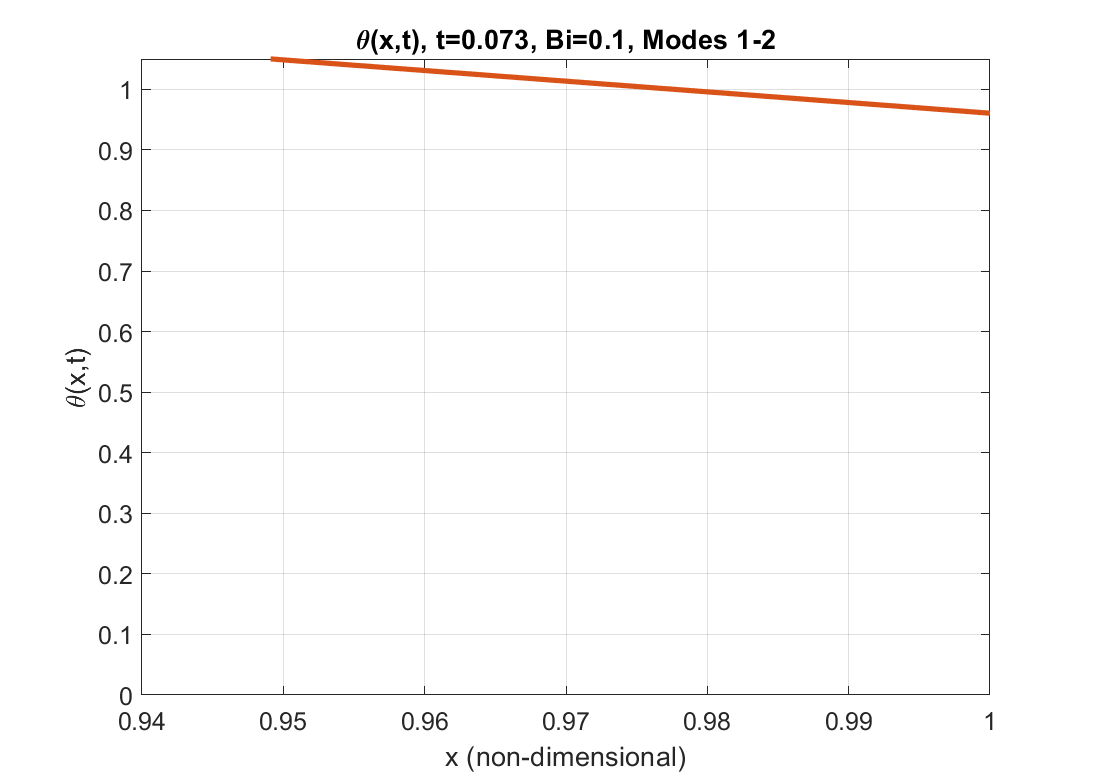 θ(x,t), t=0.073, Bi=0.1, Modes 1-2
1
0.9
0.8
0.7
0.6
0.5
0.4
0.3
0.2
0.1
0
θ(x,t)
0.94 0.95 0.96 0.97 0.98 0.99 1
x (non-dimensional)